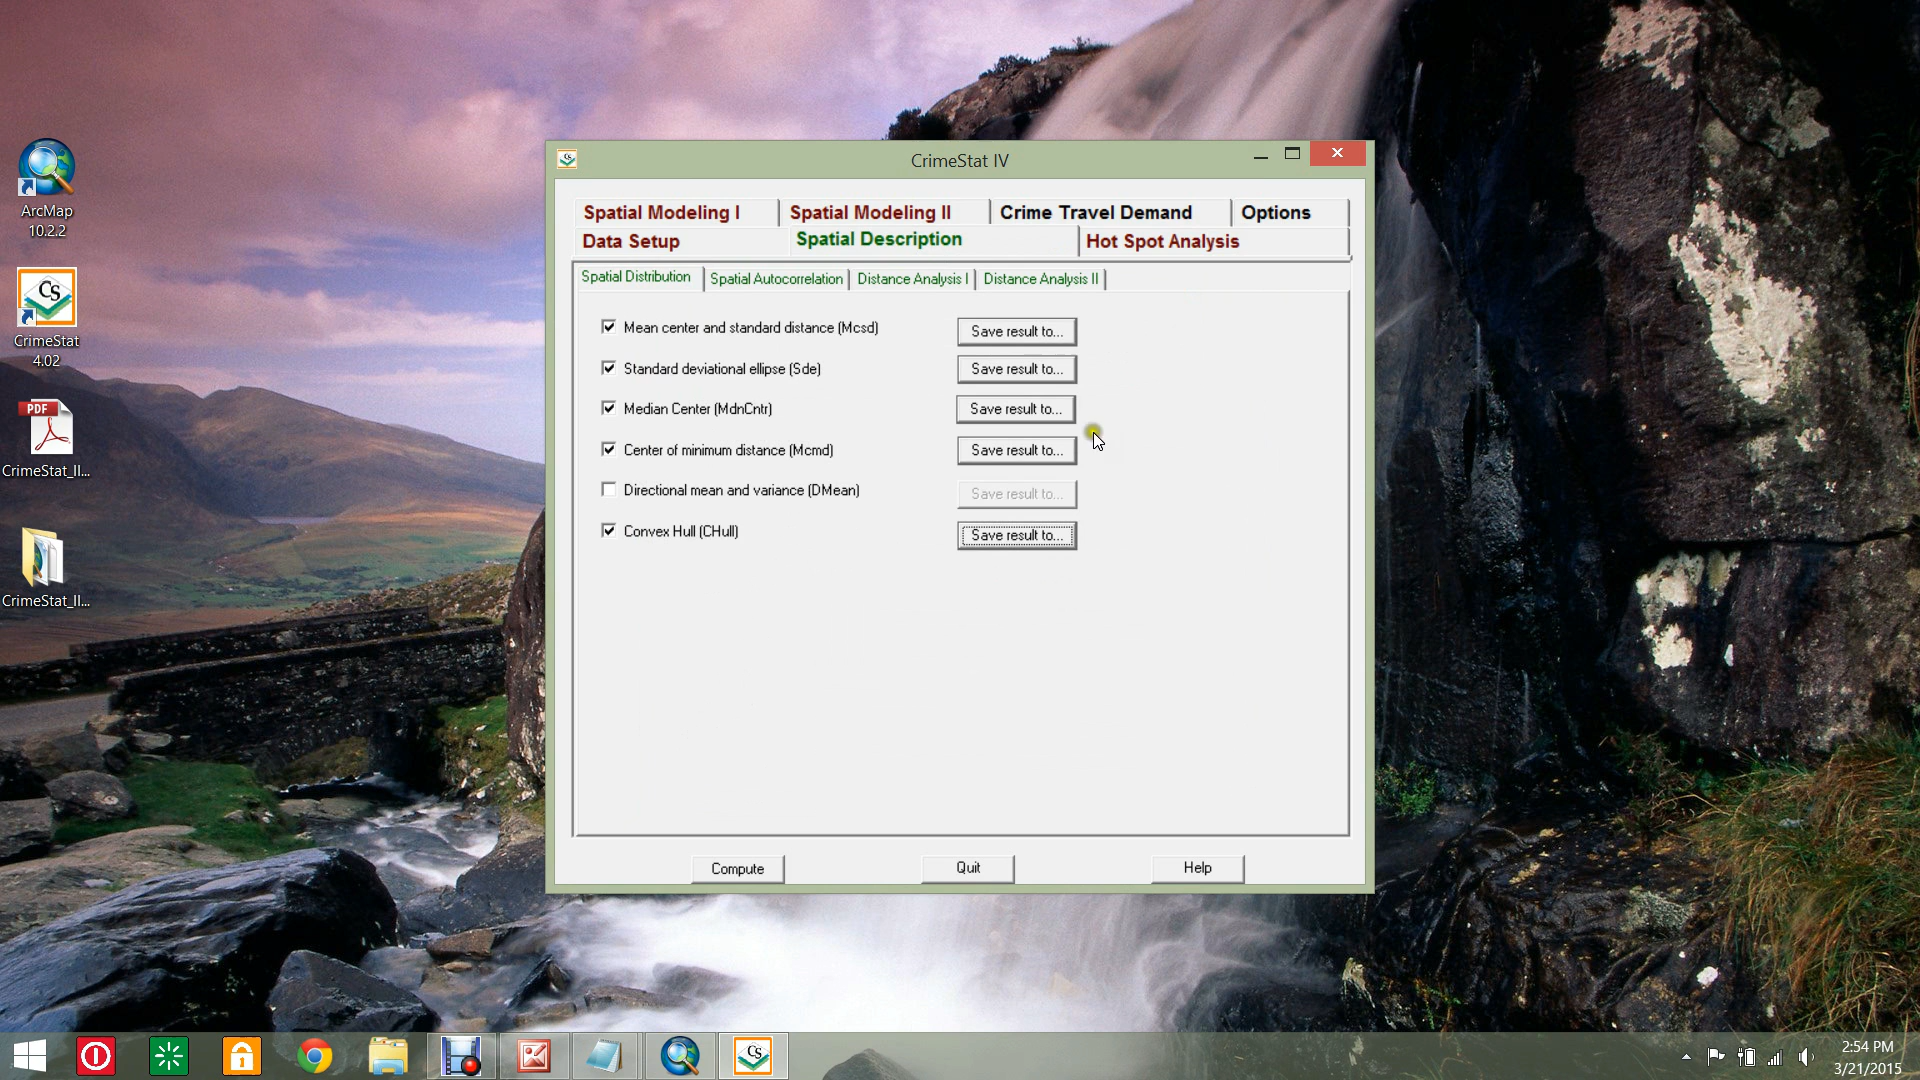 ArcMap
10.2.2
CS
CrimeStat
4.02
PDF
CrimeStat_II...
CrimeStat_II...
CS
CrimeStat IV
Spatial Modeling I
Spatial Modeling II
Crime Travel Demand
Options
Data Setup
Spatial Description
Hot Spot Analysis
Spatial Distribution
Spatial Autocorrelation
Distance Analysis I
Distance Analysis II
Mean center and standard distance (Mcsd)
Save result to...
Standard deviational ellipse (Sde)
Save result to...
Median Center (MdnCntr)
Save result to...
Center of minimum distance (Mcmd)
Save result to...
Directional mean and variance (DMean)
Save result to...
Convex Hull (CHull)
Save result to...
Compute
Quit
Help
CS
2:54 PM
3/21/2015